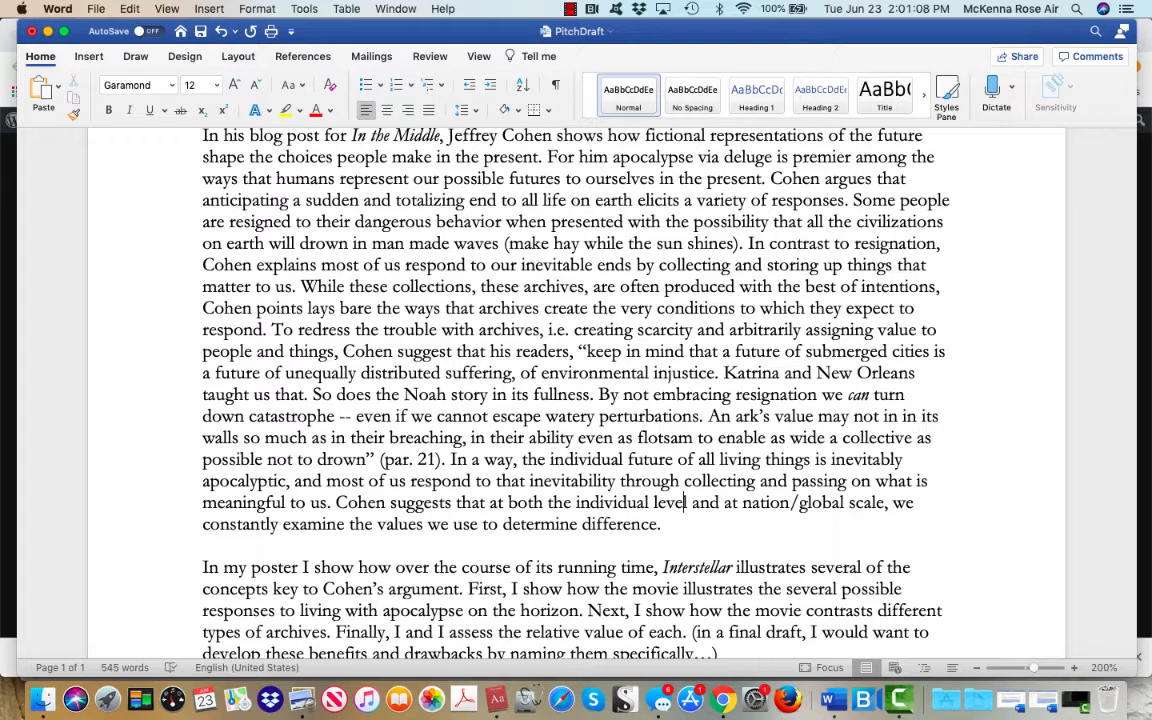 Word File Edit View Insert Format Tools Table Window Help 100% Tue Jun 23 2:01:08 PM McKenna Rose Air
AutoSave OFF PitchDraft
Home Insert Draw Design Layout References Mailings Review View Tell me Share Comments
Garamond 12 Aa A A AaBbCcDdEe AaBbCcDdEe AaBbCcDc AaBbCcDdEe AaBb(
Paste B I U ab x₂ x² A A Normal No Spacing Heading 1 Heading 2 Title Styles Pane Dictate Sensitivity
In his blog post for In the Middle, Jeffrey Cohen shows how fictional representations of the future
shape the choices people make in the present. For him apocalypse via deluge is premier among the
ways that humans represent our possible futures to ourselves in the present. Cohen argues that
anticipating a sudden and totalizing end to all life on earth elicits a variety of responses. Some people
are resigned to their dangerous behavior when presented with the possibility that all the civilizations
on earth will drown in man made waves (make hay while the sun shines). In contrast to resignation,
Cohen explains most of us respond to our inevitable ends by collecting and storing up things that
matter to us. While these collections, these archives, are often produced with the best of intentions,
Cohen points lays bare the ways that archives create the very conditions to which they expect to
respond. To redress the trouble with archives, i.e. creating scarcity and arbitrarily assigning value to
people and things, Cohen suggest that his readers, “keep in mind that a future of submerged cities is
a future of unequally distributed suffering, of environmental injustice. Katrina and New Orleans
taught us that. So does the Noah story in its fullness. By not embracing resignation we can turn
down catastrophe -- even if we cannot escape watery perturbations. An ark’s value may not in in its
walls so much as in their breaching, in their ability even as flotsam to enable as wide a collective as
possible not to drown” (par. 21). In a way, the individual future of all living things is inevitably
apocalyptic, and most of us respond to that inevitability through collecting and passing on what is
meaningful to us. Cohen suggests that at both the individual level and at nation/global scale, we
constantly examine the values we use to determine difference.
In my poster I show how over the course of its running time, Interstellar illustrates several of the
concepts key to Cohen’s argument. First, I show how the movie illustrates the several possible
responses to living with apocalypse on the horizon. Next, I show how the movie contrasts different
types of archives. Finally, I and I assess the relative value of each. (in a final draft, I would want to
develop these benefits and drawbacks by naming them specifically…)
Page 1 of 1 545 words English (United States) Focus 200%